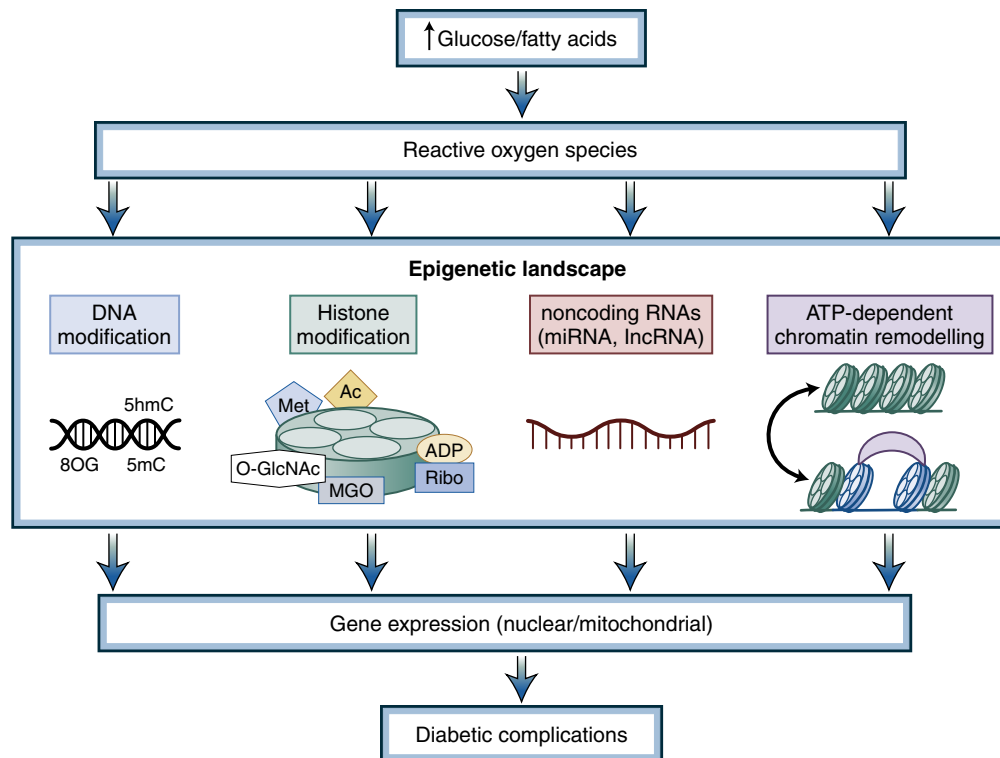 ↑Glucose/fatty acids
Reactive oxygen species
Epigenetic landscape
DNA
modification
Histone
modification
noncoding RNAs
(miRNA, lncRNA)
ATP-dependent
chromatin remodelling
5hmC
8OG
5mC
Met
Ac
O-GlcNAc
MGO
ADP
Ribo
Gene expression (nuclear/mitochondrial)
Diabetic complications